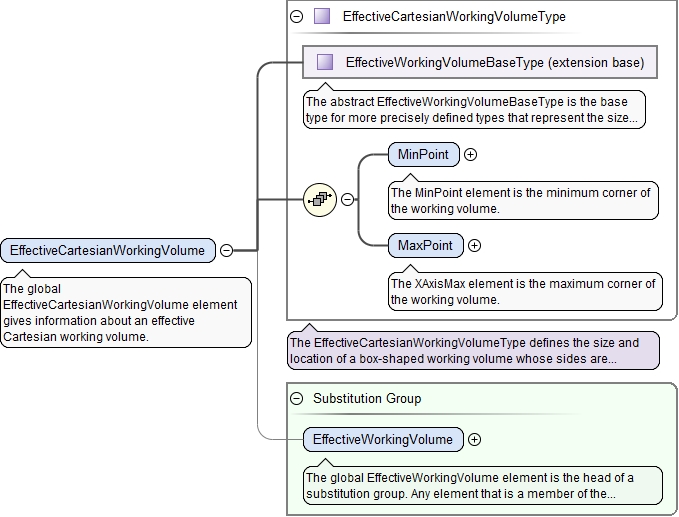 EffectiveCartesianWorkingVolumeType
EffectiveWorkingVolumeBaseType (extension base)
The abstract EffectiveWorkingVolumeBaseType is the base
type for more precisely defined types that represent the size...
MinPoint
The MinPoint element is the minimum corner of
the working volume.
MaxPoint
The XAxisMax element is the maximum corner of
the working volume.
EffectiveCartesianWorkingVolume
The global
EffectiveCartesianWorkingVolume element
gives information about an effective
Cartesian working volume.
The EffectiveCartesianWorkingVolumeType defines the size and
location of a box-shaped working volume whose sides are...
Substitution Group
EffectiveWorkingVolume
The global EffectiveWorkingVolume element is the head of a
substitution group. Any element that is a member of the...